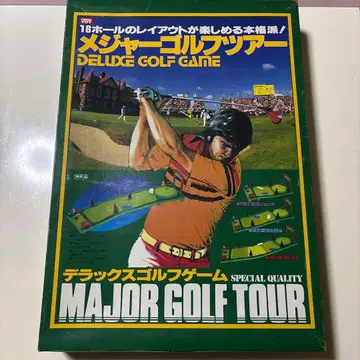 18ホールのレイアウトが楽しめる本格派!
メジャーゴルフツアー
DELUXE GOLF GAME
デラックスゴルフゲーム
SPECIAL QUALITY
MAJOR GOLF TOUR